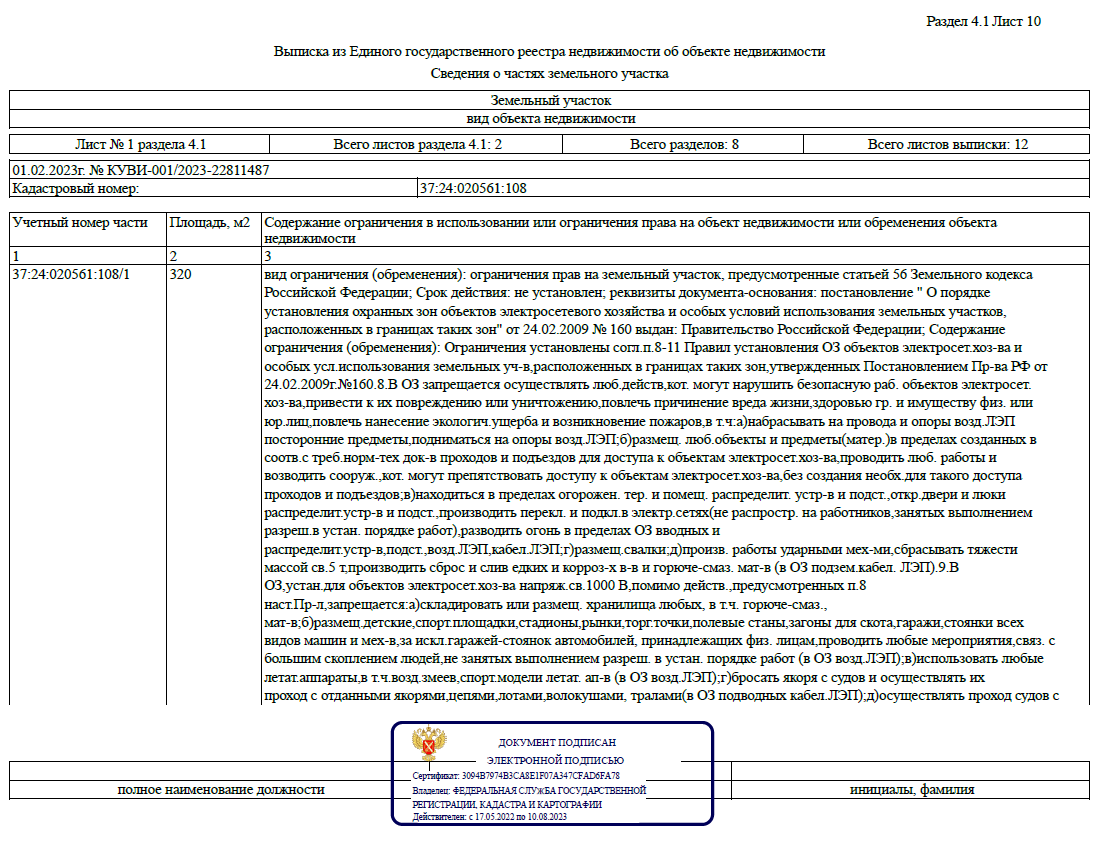 Раздел 4.1 Лист 10
Выписка из Единого государственного реестра недвижимости об объекте недвижимости
Сведения о частях земельного участка
Земельный участок
вид объекта недвижимости
Лист № 1 раздела 4.1 Всего листов раздела 4.1: 2 Всего разделов: 8 Всего листов выписки: 12
01.02.2023г. № КУВИ-001/2023-22811487
Кадастровый номер: 37:24:020561:108
Учетный номер части Площадь, м2 Содержание ограничения в использовании или ограничения права на объект недвижимости или обременения объекта
недвижимости
1 2 3
37:24:020561:108/1 320 вид ограничения (обременения): ограничения прав на земельный участок, предусмотренные статьей 56 Земельного кодекса
Российской Федерации; Срок действия: не установлен; реквизиты документа-основания: постановление " О порядке
установления охранных зон объектов электросетевого хозяйства и особых условий использования земельных участков,
расположенных в границах таких зон" от 24.02.2009 № 160 выдан: Правительство Российской Федерации; Содержание
ограничения (обременения): Ограничения установлены согл.п.8-11 Правил установления ОЗ объектов электросет.хоз-ва и
особых усл.использования земельных уч-в,расположенных в границах таких зон,утвержденных Постановлением Пр-ва РФ от
24.02.2009г.№160.8.В ОЗ запрещается осуществлять люб.действ,кот. могут нарушить безопасную раб. объектов электросет.
хоз-ва,привести к их повреждению или уничтожению,повлечь причинение вреда жизни,здоровью гр. и имуществу физ. или
юр.лиц,повлечь нанесение экологич.ущерба и возникновение пожаров,в т.ч:а)набрасывать на провода и опоры возд.ЛЭП
посторонние предметы,подниматься на опоры возд.ЛЭП;б)размещ. люб.объекты и предметы(матер.)в пределах созданных в
соотв.с треб.норм-тех док-в проходов и подъездов для доступа к объектам электросет.хоз-ва,проводить люб. работы и
возводить сооруж.,кот. могут препятствовать доступу к объектам электросет.хоз-ва,без создания необх.для такого доступа
проходов и подъездов;в)находиться в пределах огорожен. тер. и помещ. распределит. устр-в и подст.,откр.двери и люки
распределит.устр-в и подст.,производить перекл. и подкл.в электр.сетях(не распростр. на работников,занятых выполнением
разреш.в устан. порядке работ),разводить огонь в пределах ОЗ вводных и
распределит.устр-в,подст.,возд.ЛЭП,кабел.ЛЭП;г)размещ.свалки;д)произв. работы ударными мех-ми,сбрасывать тяжести
массой св.5 т,производить сброс и слив едких и корроз-х в-в и горюче-смаз. мат-в (в ОЗ подзем.кабел. ЛЭП).9.В
ОЗ,устан.для объектов электросет.хоз-ва напряж.св.1000 В,помимо действ.,предусмотренных п.8
наст.Пр-л,запрещается:а)складировать или размещ. хранилища любых, в т.ч. горюче-смаз.,
мат-в;б)размещ.детские,спорт.площадки,стадионы,рынки,торг.точки,полевые станы,загоны для скота,гаражи,стоянки всех
видов машин и мех-в,за искл.гаражей-стоянок автомобилей, принадлежащих физ. лицам,проводить любые мероприятия,связ. с
большим скоплением людей,не занятых выполнением разреш. в устан. порядке работ (в ОЗ возд.ЛЭП);в)использовать любые
летат.аппараты,в т.ч.возд.змеев,спорт.модели летат. ап-в (в ОЗ возд.ЛЭП);г)бросать якоря с судов и осуществлять их
проход с отданными якорями,цепями,лотами,волокушами, тралами(в ОЗ подводных кабел.ЛЭП);д)осуществлять проход судов с
ДОКУМЕНТ ПОДПИСАН
ЭЛЕКТРОННОЙ ПОДПИСЬЮ
Сертификат: 3094B7974B3CA8E1F07A347CFAD6FA78
Владелец: ФЕДЕРАЛЬНАЯ СЛУЖБА ГОСУДАРСТВЕННОЙ
РЕГИСТРАЦИИ, КАДАСТРА И КАРТОГРАФИИ
Действителен: с 17.05.2022 по 10.08.2023
полное наименование должности инициалы, фамилия